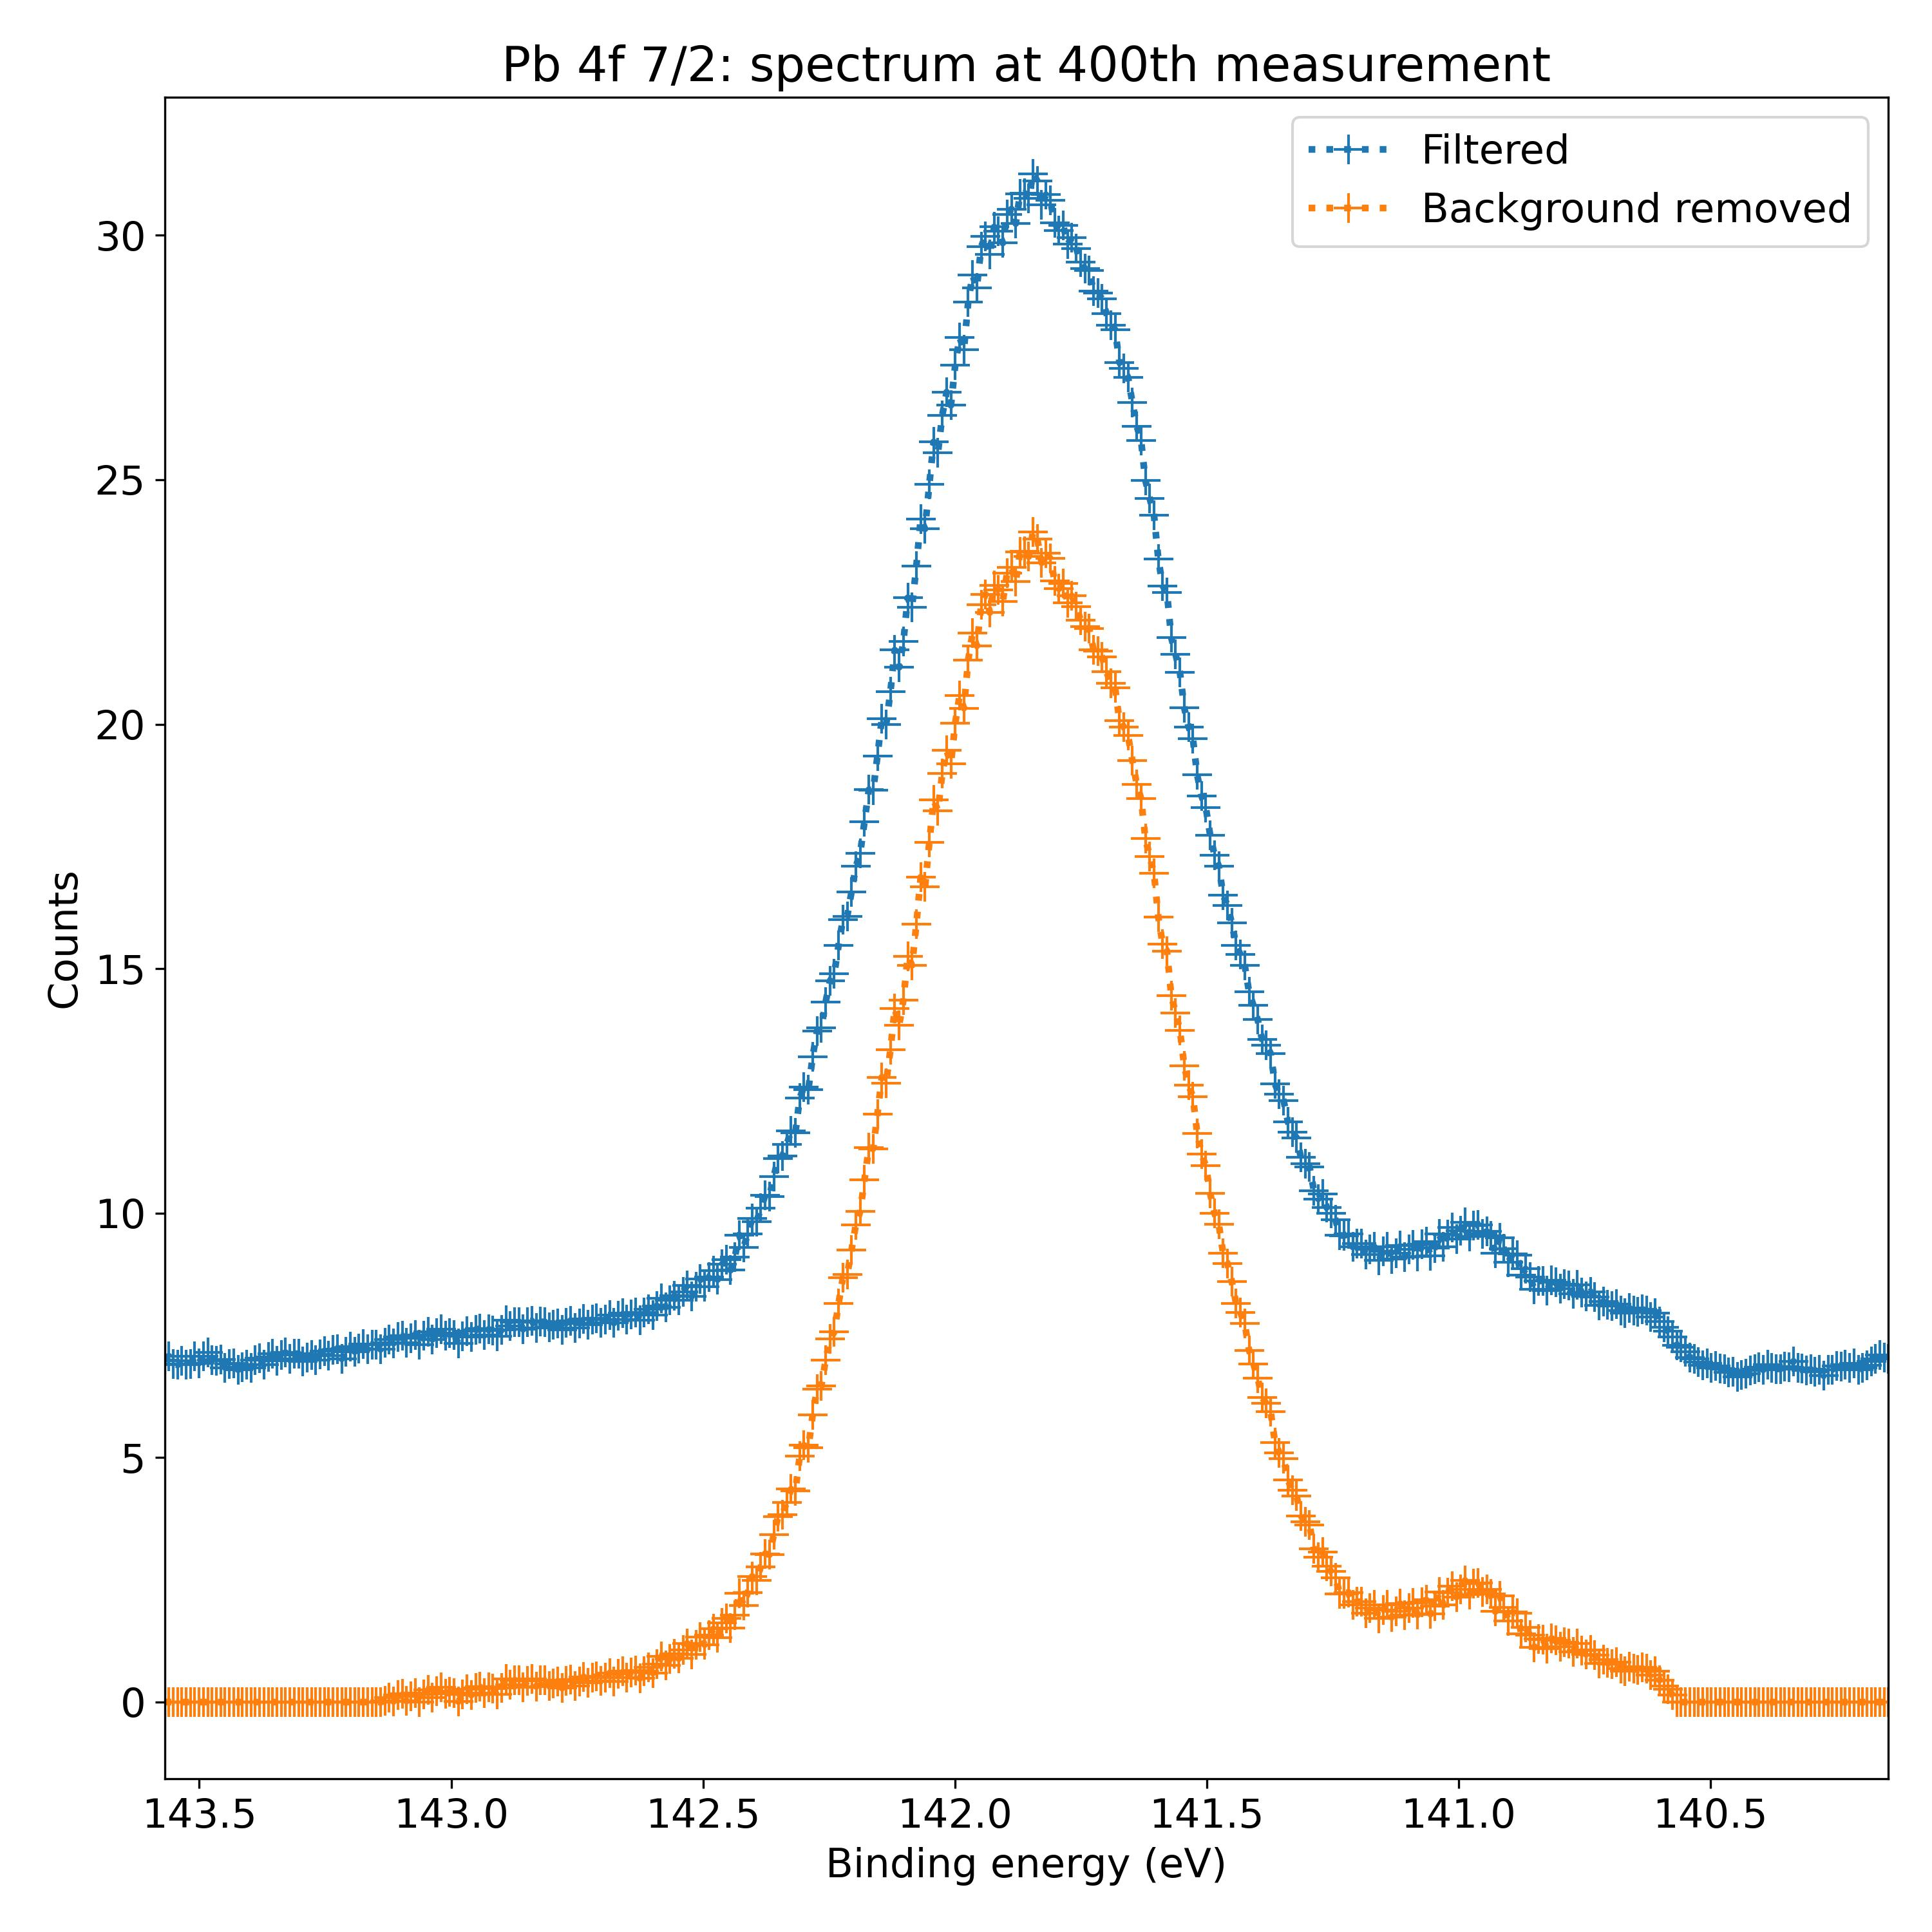 Pb 4f 7/2: spectrum at 400th measurement
Filtered
Background removed
30
25
20
15
10
5
0
Counts
143.5 143.0 142.5 142.0 141.5 141.0 140.5
Binding energy (eV)